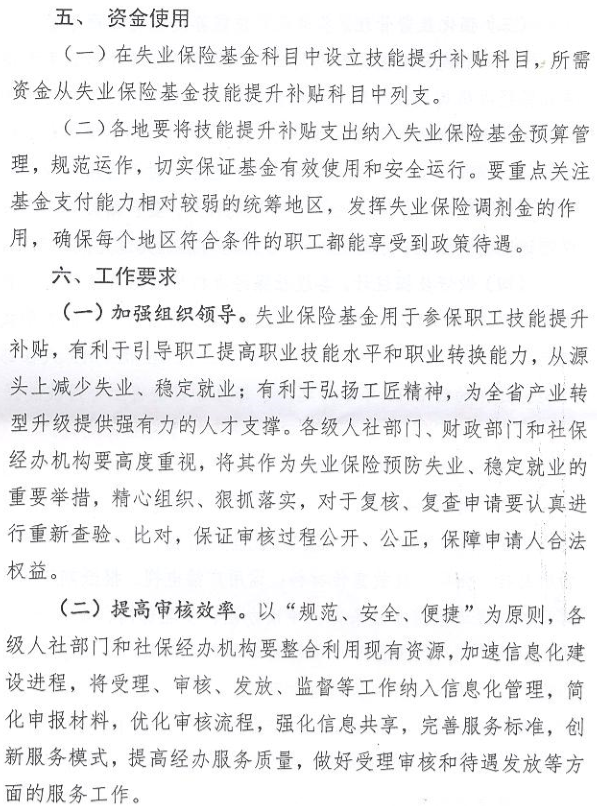 五、 资金使用
（一）在失业保险基金科目中设立技能提升补贴科目，所需
资金从失业保险基金技能提升补贴科目中列支。
（二）各地要将技能提升补贴支出纳入失业保险基金预算管
理，规范运作，切实保证基金有效使用和安全运行。要重点关注
基金支付能力相对较弱的统筹地区，发挥失业保险调剂金的作
用，确保每个地区符合条件的职工都能享受到政策待遇。
六、工作要求
（一）加强组织领导。失业保险基金用于参保职工技能提升
补贴，有利于引导职工提高职业技能水平和职业转换能力，从源
头上减少失业、稳定就业；有利于弘扬工匠精神，为全省产业转
型升级提供强有力的人才支撑。各级人社部门、财政部门和社保
经办机构要高度重视，将其作为失业保险预防失业、稳定就业的
重要举措，精心组织、狠抓落实，对于复核、复查申请要认真进
行重新查验、比对，保证审核过程公开、公正，保障申请人合法
权益。
（二）提高审核效率。以“规范、安全、便捷”为原则，各
级人社部门和社保经办机构要整合利用现有资源，加速信息化建
设进程，将受理、审核、发放、监督等工作纳入信息化管理，简
化申报材料，优化审核流程，强化信息共享，完善服务标准，创
新服务模式，提高经办服务质量，做好受理审核和待遇发放等方
面的服务工作。